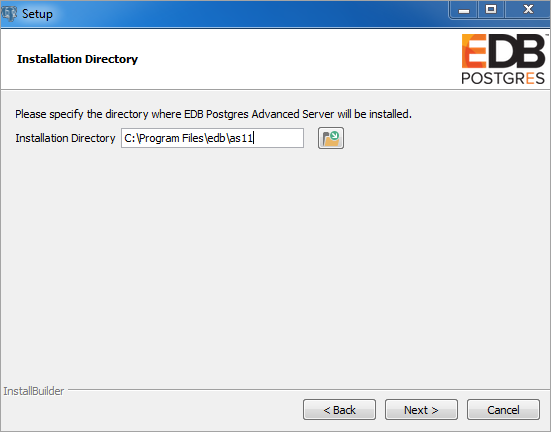 Setup
Installation Directory
EDB
POSTGRES
Please specify the directory where EDB Postgres Advanced Server will be installed.
Installation Directory C:\Program Files\edb\as11
InstallBuilder
< Back Next > Cancel